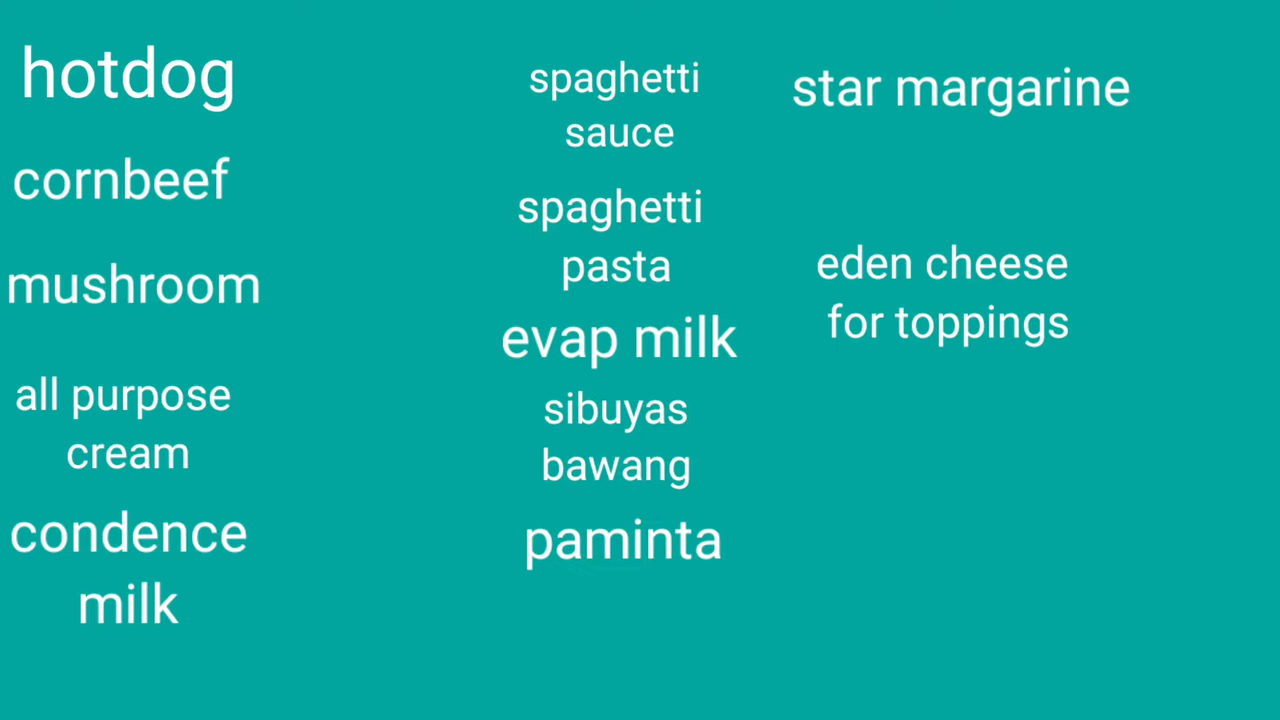 hotdog
cornbeef
mushroom
all purpose
cream
condence
milk
spaghetti
sauce
spaghetti
pasta
evap milk
sibuyas
bawang
paminta
star margarine
eden cheese
for toppings